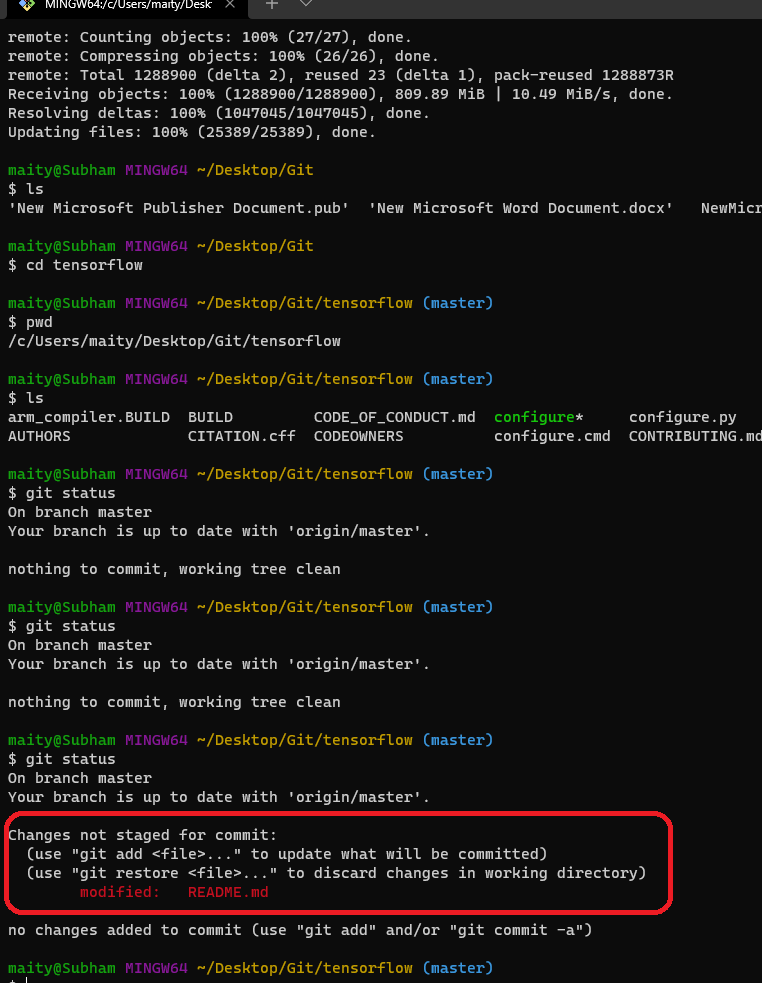 MINGW64:/c/Users/maity/Desk
remote: Counting objects: 100% (27/27), done.
remote: Compressing objects: 100% (26/26), done.
remote: Total 1288900 (delta 2), reused 23 (delta 1), pack-reused 1288873R
Receiving objects: 100% (1288900/1288900), 809.89 MiB | 10.49 MiB/s, done.
Resolving deltas: 100% (1047045/1047045), done.
Updating files: 100% (25389/25389), done.
maity@Subham MINGW64 ~/Desktop/Git
$ ls
'New Microsoft Publisher Document.pub'  'New Microsoft Word Document.docx'   NewMicr
maity@Subham MINGW64 ~/Desktop/Git
$ cd tensorflow
maity@Subham MINGW64 ~/Desktop/Git/tensorflow (master)
$ pwd
/c/Users/maity/Desktop/Git/tensorflow
maity@Subham MINGW64 ~/Desktop/Git/tensorflow (master)
$ ls
arm_compiler.BUILD  BUILD         CODE_OF_CONDUCT.md  configure*     configure.py
AUTHORS             CITATION.cff  CODEOWNERS          configure.cmd  CONTRIBUTING.md
maity@Subham MINGW64 ~/Desktop/Git/tensorflow (master)
$ git status
On branch master
Your branch is up to date with 'origin/master'.
nothing to commit, working tree clean
maity@Subham MINGW64 ~/Desktop/Git/tensorflow (master)
$ git status
On branch master
Your branch is up to date with 'origin/master'.
nothing to commit, working tree clean
maity@Subham MINGW64 ~/Desktop/Git/tensorflow (master)
$ git status
On branch master
Your branch is up to date with 'origin/master'.
Changes not staged for commit:
  (use "git add <file>..." to update what will be committed)
  (use "git restore <file>..." to discard changes in working directory)
        modified:   README.md
no changes added to commit (use "git add" and/or "git commit -a")
maity@Subham MINGW64 ~/Desktop/Git/tensorflow (master)
$